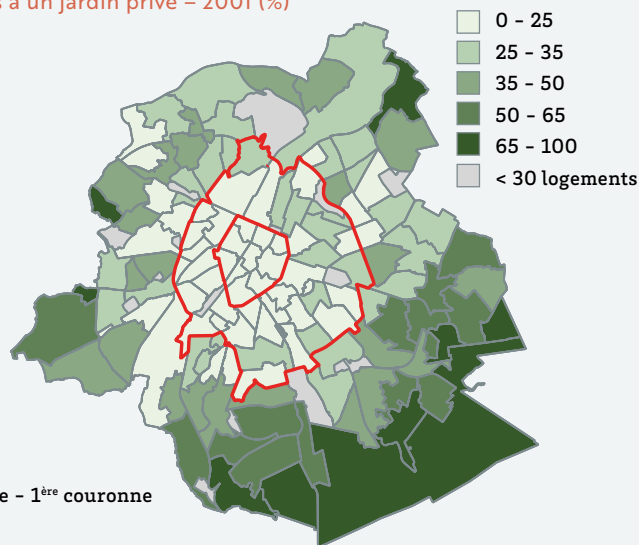 à un jardin privé – 2001 (%)
0 - 25
25 - 35
35 - 50
50 - 65
65 - 100
< 30 logements
- 1ère couronne